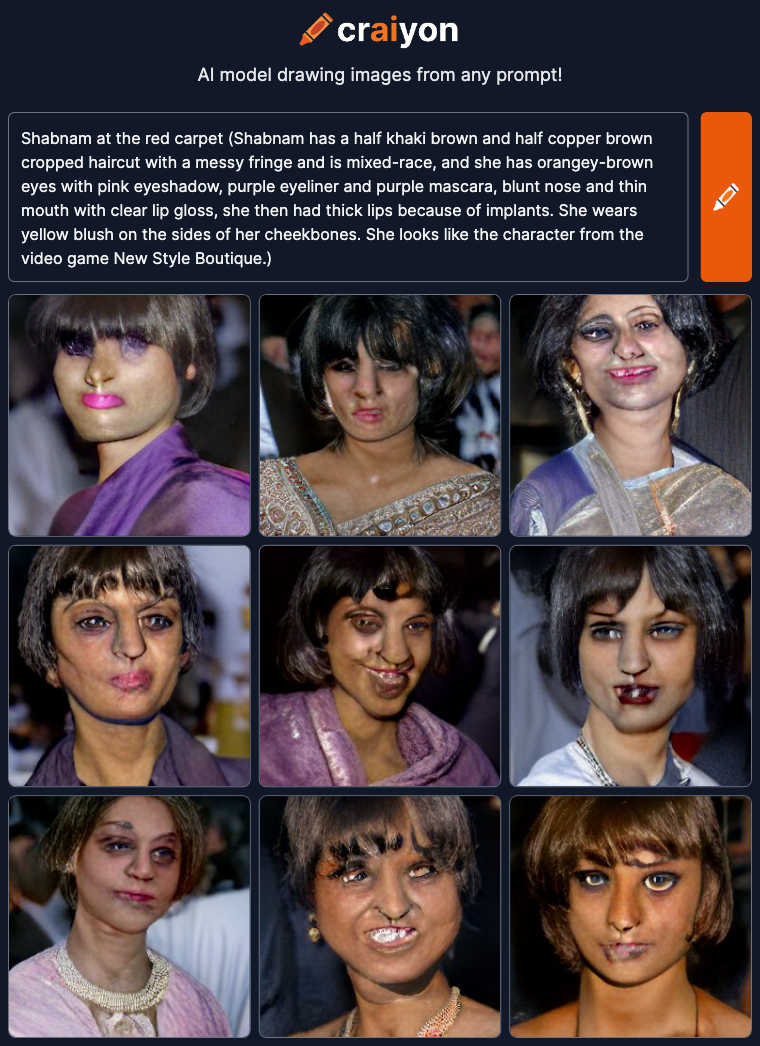 craiyon
AI model drawing images from any prompt!
Shabnam at the red carpet (Shabnam has a half khaki brown and half copper brown
cropped haircut with a messy fringe and is mixed-race, and she has orangey-brown
eyes with pink eyeshadow, purple eyeliner and purple mascara, blunt nose and thin
mouth with clear lip gloss, she then had thick lips because of implants. She wears
yellow blush on the sides of her cheekbones. She looks like the character from the
video game New Style Boutique.)